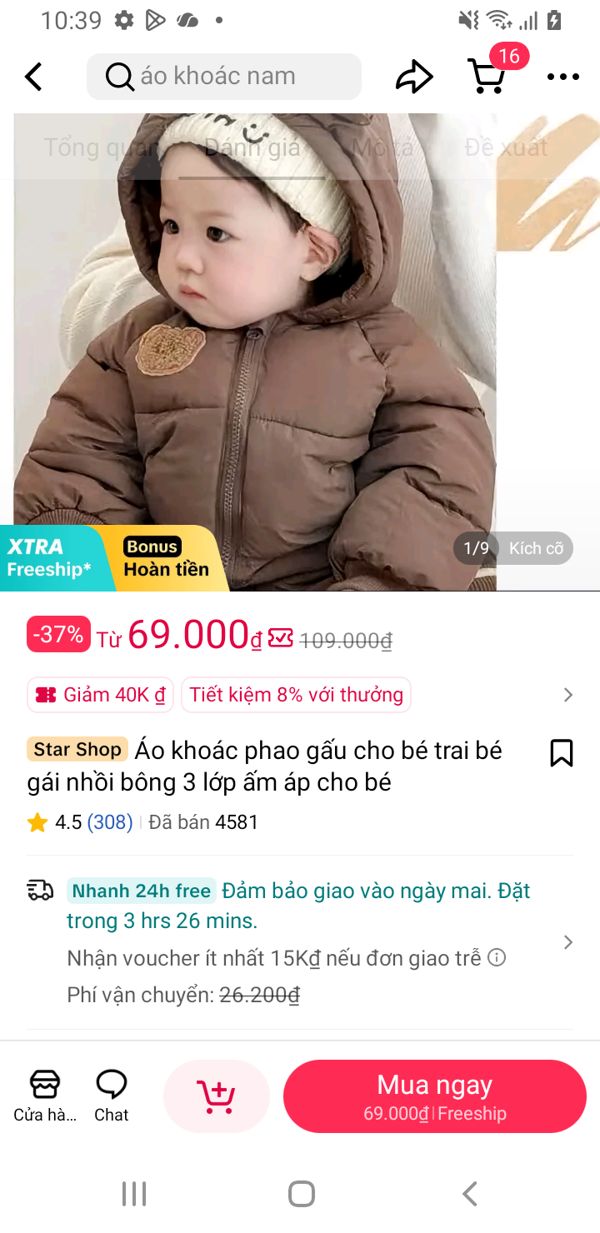 10:39
16
áo khoác nam
Tổng quan Đánh giá Mô tả Đề xuất
XTRA
Freeship*
Bonus
Hoàn tiền
1/9 Kích cỡ
-37% Từ 69.000₫ 109.000₫
Giảm 40K ₫ Tiết kiệm 8% với thưởng
Star Shop Áo khoác phao gấu cho bé trai bé
gái nhồi bông 3 lớp ấm áp cho bé
4.5 (308) Đã bán 4581
Nhanh 24h free Đảm bảo giao vào ngày mai. Đặt
trong 3 hrs 26 mins.
Nhận voucher ít nhất 15K₫ nếu đơn giao trễ
Phí vận chuyển: 26.200₫
Cửa hà...
Chat
Mua ngay
69.000₫ Freeship